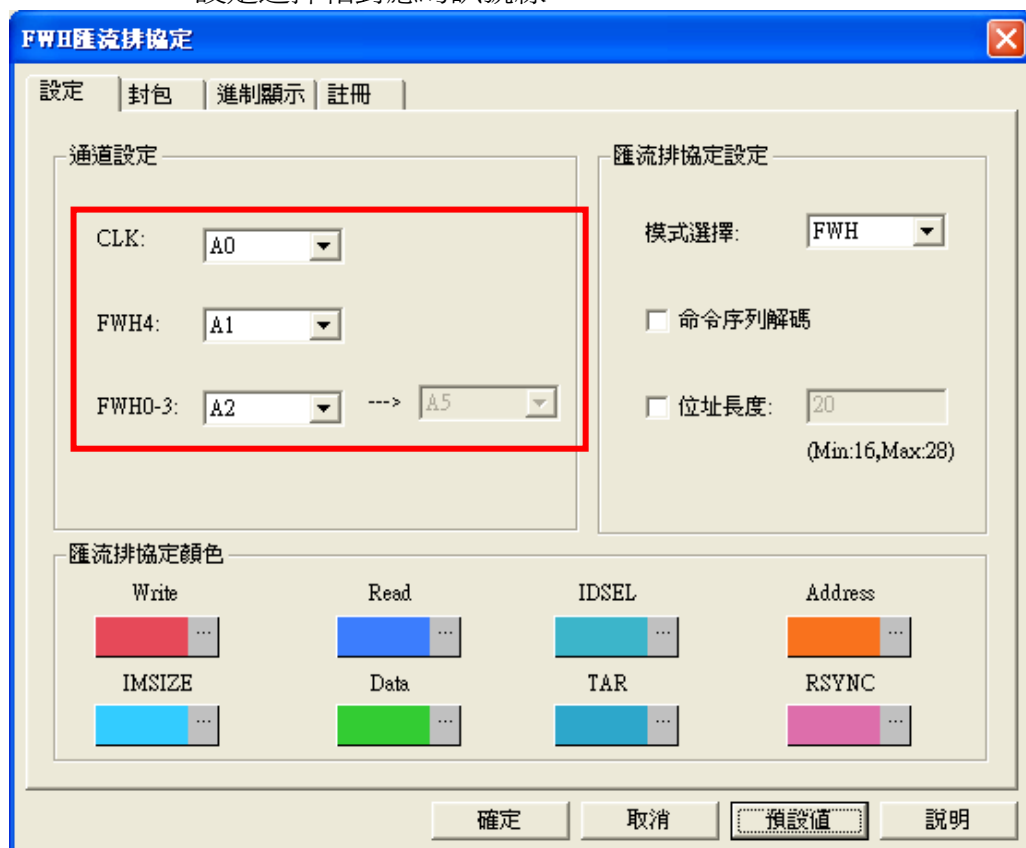 FWH匯流排協定
設定 封包 進制顯示 註冊
通道設定
CLK: A0
FWH4: A1
FWH0-3: A2 ---> A5
匯流排協定設定
模式選擇: FWH
命令序列解碼
位址長度: 20
(Min:16,Max:28)
匯流排協定顏色
Write Read IDSEL Address
... ... ... ...
IMSIZE Data TAR RSYNC
... ... ... ...
確定 取消 預設值 說明